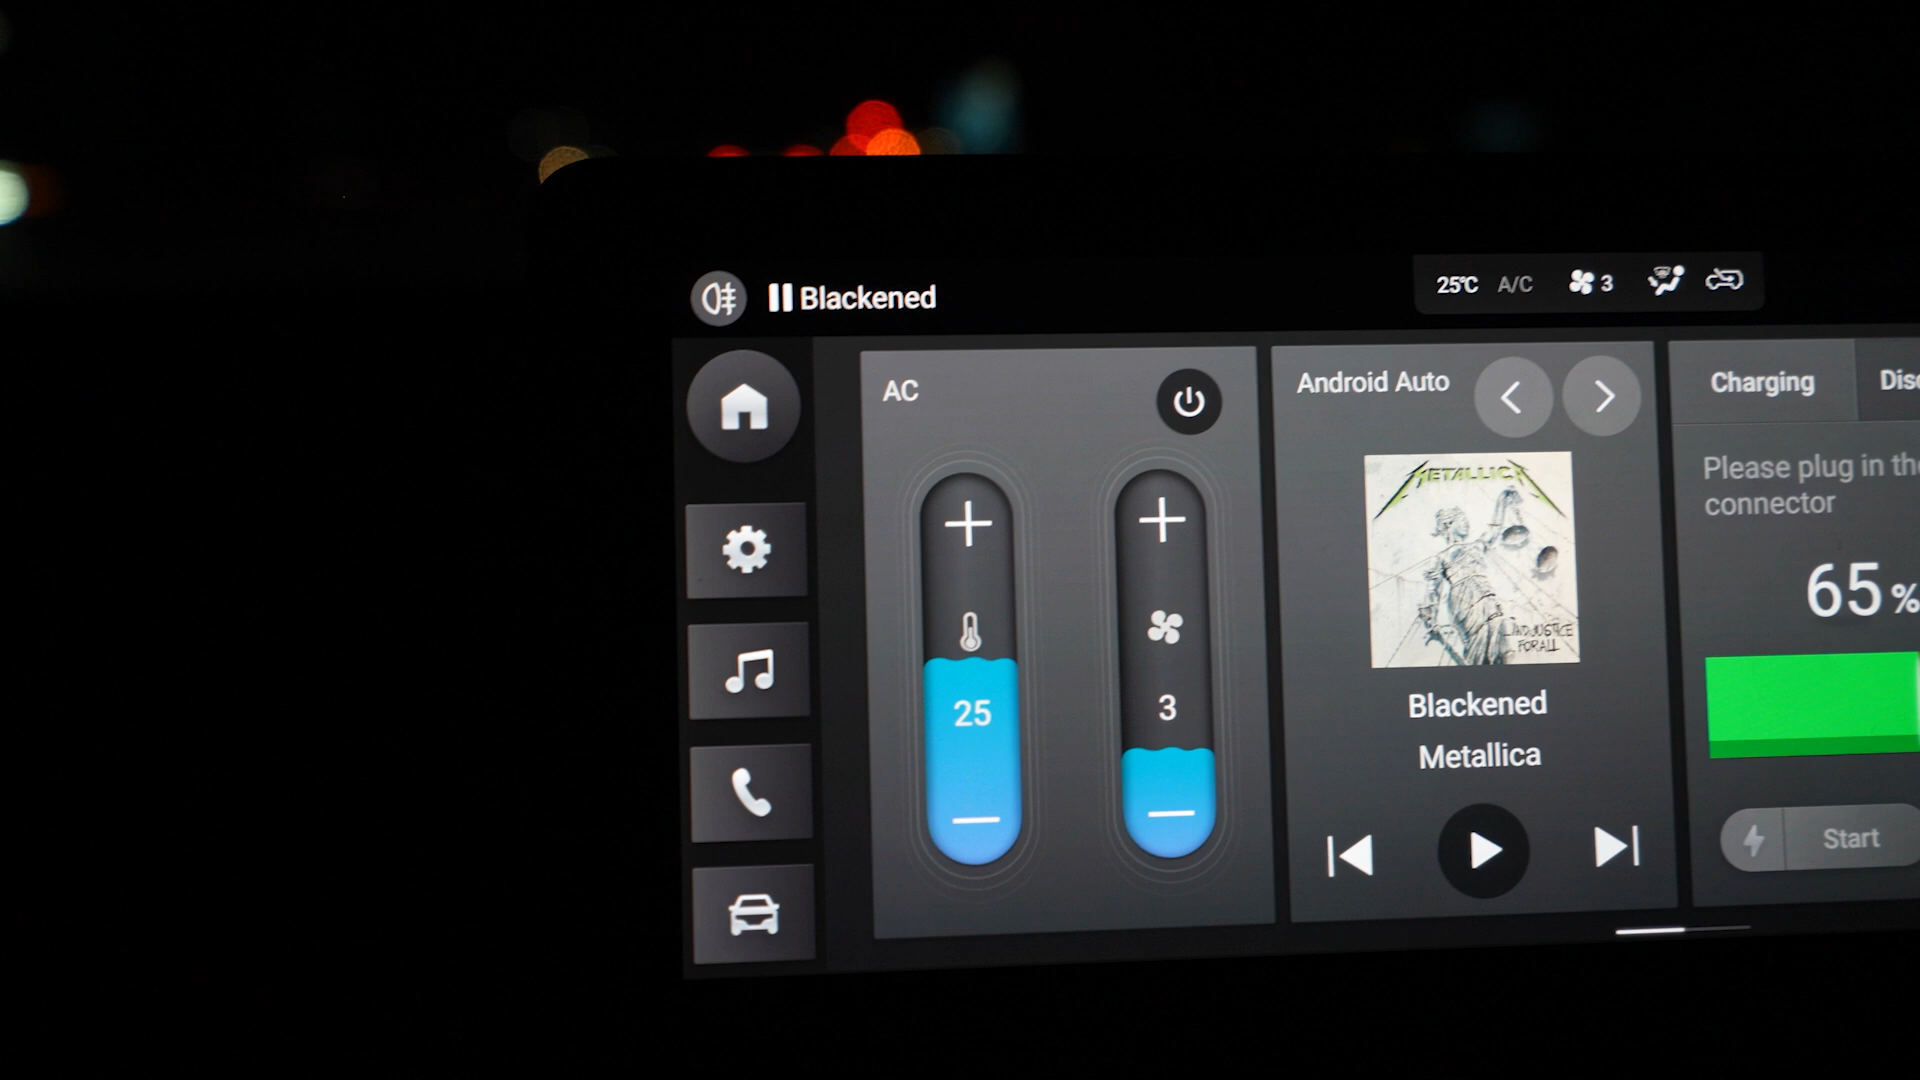 Blackened
25°C A/C 3
AC
25
3
Android Auto
METALLICA
...AND JUSTICE
FOR ALL
Blackened
Metallica
Charging
Please plug in the
connector
65 %
Start